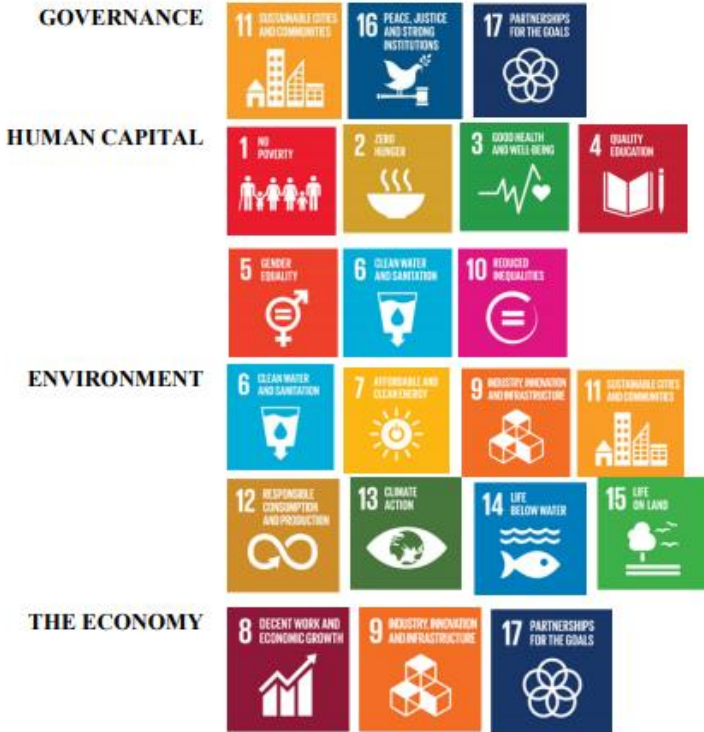 GOVERNANCE
11 SUSTAINABLE CITIES
AND COMMUNITIES
16 PEACE, JUSTICE
AND STRONG
INSTITUTIONS
17 PARTNERSHIPS
FOR THE GOALS
HUMAN CAPITAL
1 NO
POVERTY
2 ZERO
HUNGER
3 GOOD HEALTH
AND WELL-BEING
4 QUALITY
EDUCATION
5 GENDER
EQUALITY
6 CLEAN WATER
AND SANITATION
10 REDUCED
INEQUALITIES
ENVIRONMENT
6 CLEAN WATER
AND SANITATION
7 AFFORDABLE AND
CLEAN ENERGY
9 INDUSTRY, INNOVATION
AND INFRASTRUCTURE
11 SUSTAINABLE CITIES
AND COMMUNITIES
12 RESPONSIBLE
CONSUMPTION
AND PRODUCTION
13 CLIMATE
ACTION
14 LIFE
BELOW WATER
15 LIFE
ON LAND
THE ECONOMY
8 DECENT WORK AND
ECONOMIC GROWTH
9 INDUSTRY, INNOVATION
AND INFRASTRUCTURE
17 PARTNERSHIPS
FOR THE GOALS